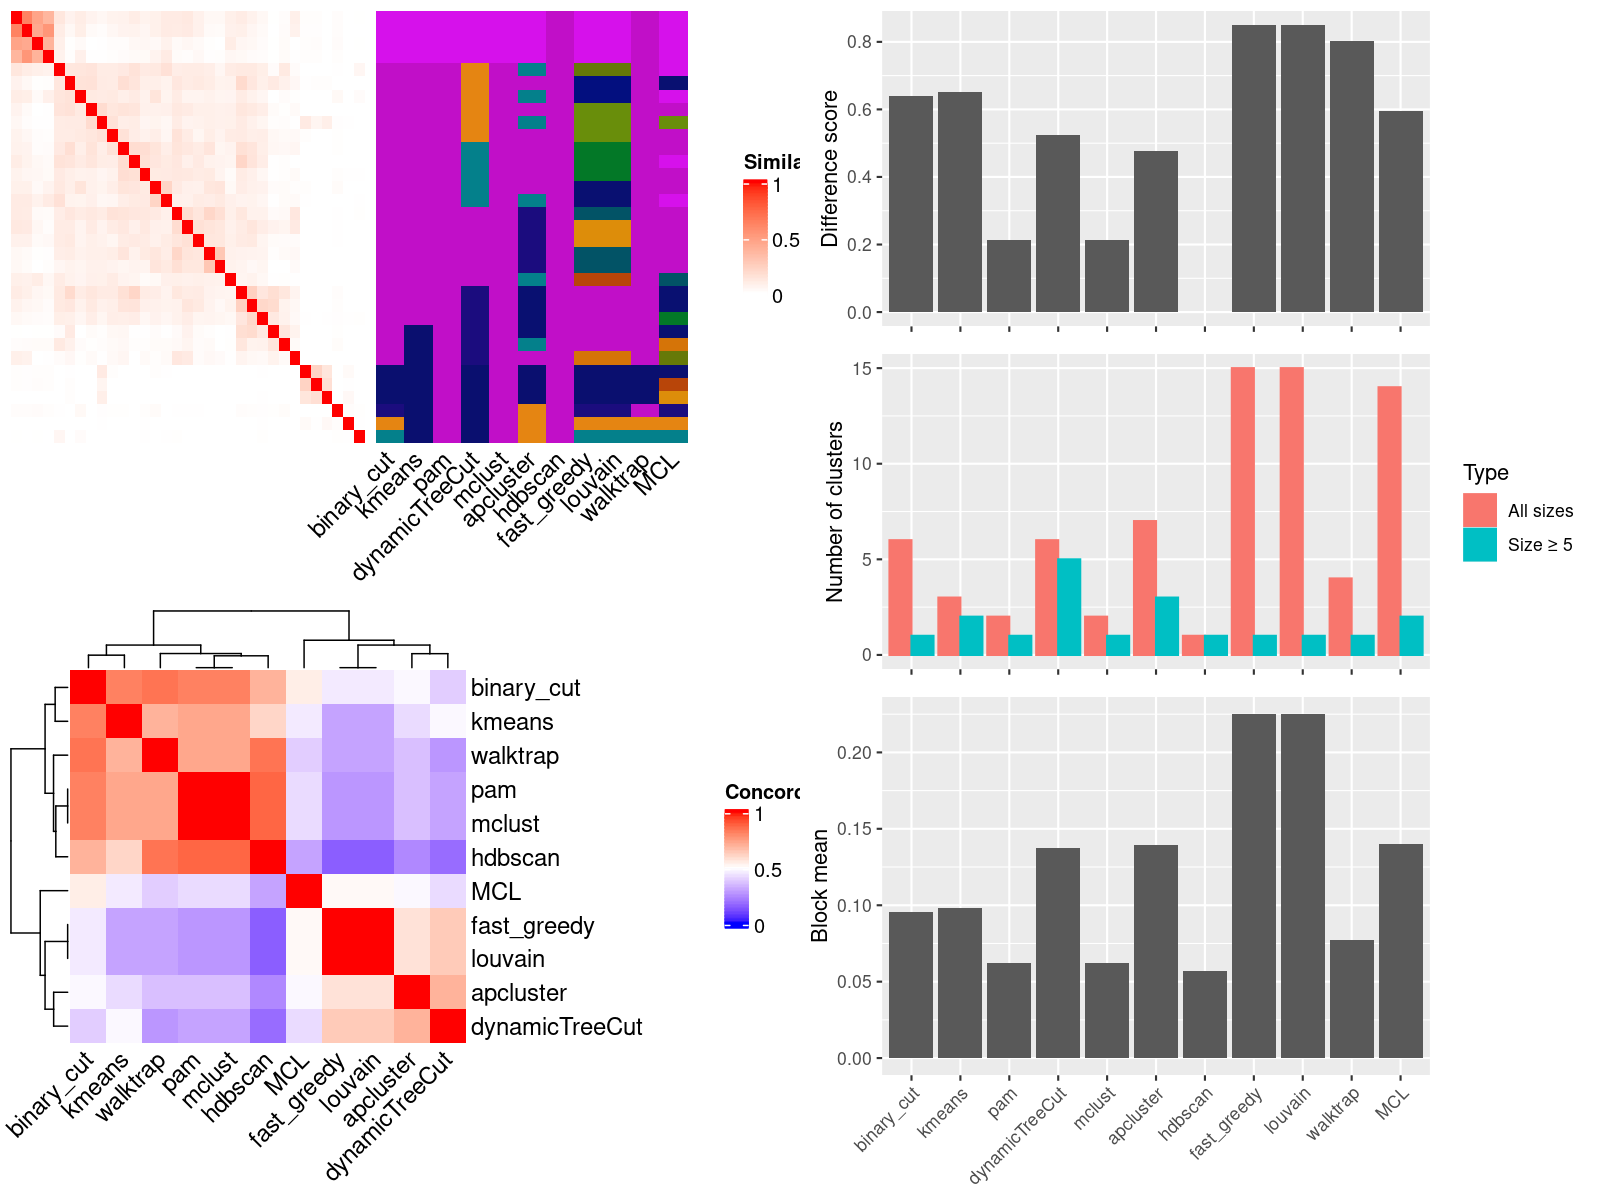 Simila
1
0.5
0
binary_cut
kmeans
pam
dynamicTreeCut
mclust
apcluster
hdbscan
fast_greedy
louvain
walktrap
MCL
binary_cut
kmeans
walktrap
pam
mclust
hdbscan
MCL
fast_greedy
louvain
apcluster
dynamicTreeCut
binary_cut
kmeans
walktrap
pam
mclust
hdbscan
MCL
fast_greedy
louvain
apcluster
dynamicTreeCut
Concord
1
0.5
0
Difference score
0.8
0.6
0.4
0.2
0.0
Number of clusters
15
10
5
0
Type
All sizes
Size ≥ 5
Block mean
0.20
0.15
0.10
0.05
0.00
binary_cut
kmeans
pam
dynamicTreeCut
mclust
apcluster
hdbscan
fast_greedy
louvain
walktrap
MCL